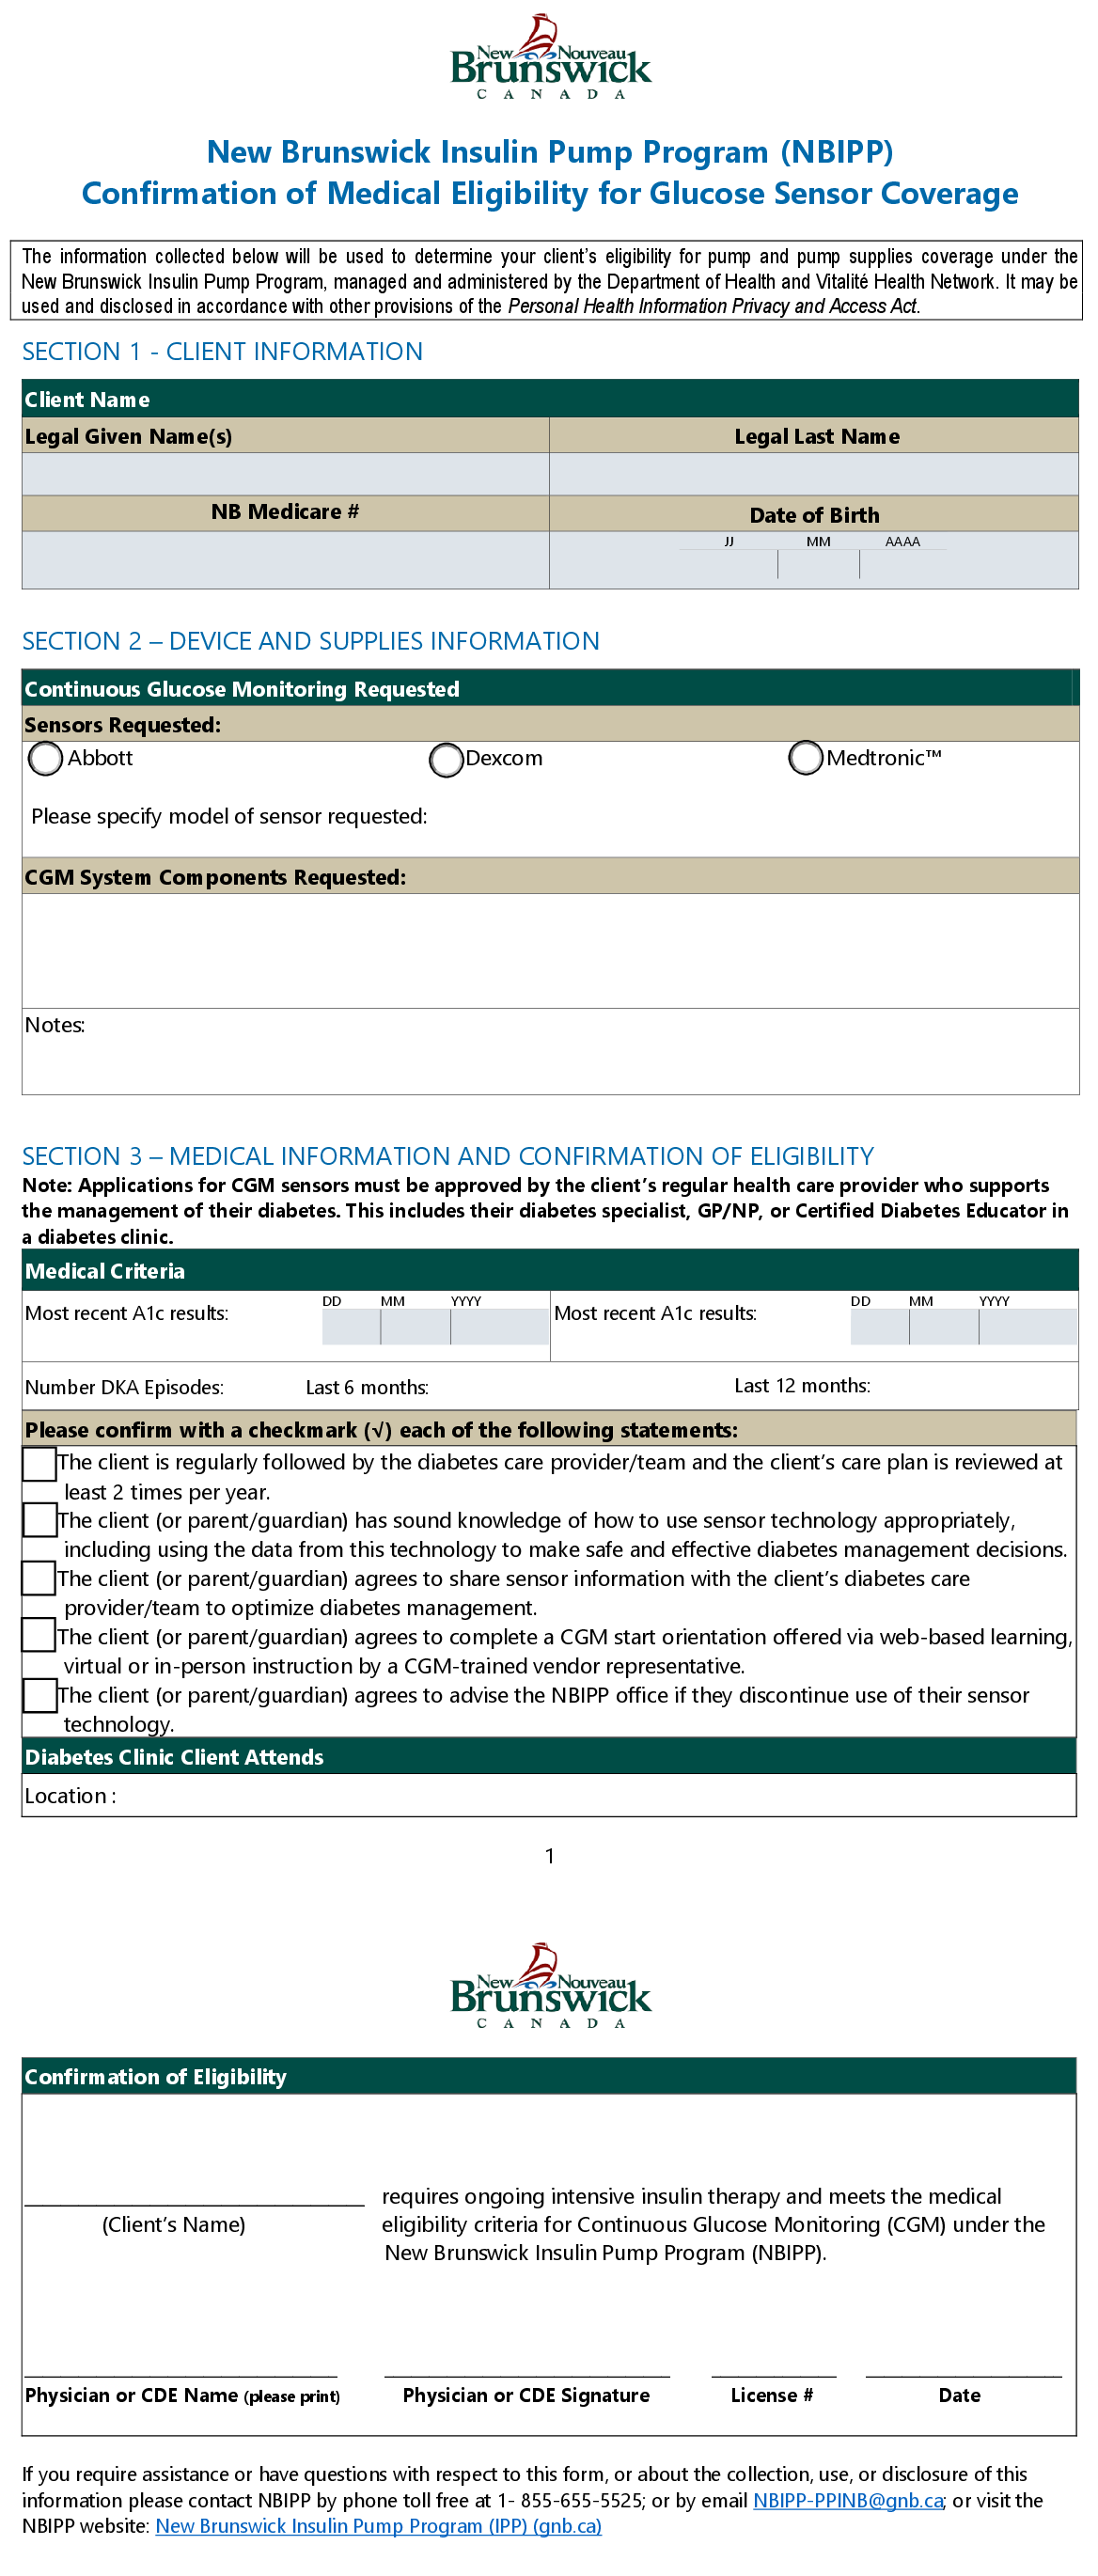 New Nouveau
Brunswick
CANADA
New Brunswick Insulin Pump Program (NBIPP)
Confirmation of Medical Eligibility for Glucose Sensor Coverage
The information collected below will be used to determine your client’s eligibility for pump and pump supplies coverage under the
New Brunswick Insulin Pump Program, managed and administered by the Department of Health and Vitalité Health Network. It may be
used and disclosed in accordance with other provisions of the Personal Health Information Privacy and Access Act.
SECTION 1 - CLIENT INFORMATION
Client Name
Legal Given Name(s) Legal Last Name
NB Medicare # Date of Birth
JJ MM AAAA
SECTION 2 – DEVICE AND SUPPLIES INFORMATION
Continuous Glucose Monitoring Requested
Sensors Requested:
Abbott Dexcom Medtronic™
Please specify model of sensor requested:
CGM System Components Requested:
Notes:
SECTION 3 – MEDICAL INFORMATION AND CONFIRMATION OF ELIGIBILITY
Note: Applications for CGM sensors must be approved by the client’s regular health care provider who supports
the management of their diabetes. This includes their diabetes specialist, GP/NP, or Certified Diabetes Educator in
a diabetes clinic.
Medical Criteria
DD MM YYYY DD MM YYYY
Most recent A1c results: Most recent A1c results:
Number DKA Episodes: Last 6 months: Last 12 months:
Please confirm with a checkmark (√) each of the following statements:
The client is regularly followed by the diabetes care provider/team and the client’s care plan is reviewed at
least 2 times per year.
The client (or parent/guardian) has sound knowledge of how to use sensor technology appropriately,
including using the data from this technology to make safe and effective diabetes management decisions.
The client (or parent/guardian) agrees to share sensor information with the client’s diabetes care
provider/team to optimize diabetes management.
The client (or parent/guardian) agrees to complete a CGM start orientation offered via web-based learning,
virtual or in-person instruction by a CGM-trained vendor representative.
The client (or parent/guardian) agrees to advise the NBIPP office if they discontinue use of their sensor
technology.
Diabetes Clinic Client Attends
Location :
1
New Nouveau
Brunswick
CANADA
Confirmation of Eligibility
requires ongoing intensive insulin therapy and meets the medical
(Client’s Name) eligibility criteria for Continuous Glucose Monitoring (CGM) under the
New Brunswick Insulin Pump Program (NBIPP).
Physician or CDE Name (please print) Physician or CDE Signature License # Date
If you require assistance or have questions with respect to this form, or about the collection, use, or disclosure of this
information please contact NBIPP by phone toll free at 1- 855-655-5525; or by email NBIPP-PPINB@gnb.ca; or visit the
NBIPP website: New Brunswick Insulin Pump Program (IPP) (gnb.ca)